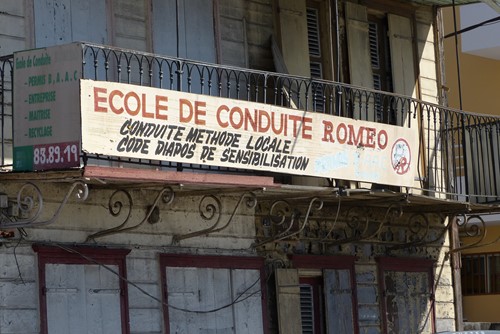 Ecole de Conduite
- PERMIS B, A, A, C
- ENTREPRISE
- MAITRISE
- RECYCLAGE
83.89.19
ECOLE DE CONDUITE ROMEO
CONDUITE METHODE LOCALE
- CODE DIAPOS DE SENSIBILISATION